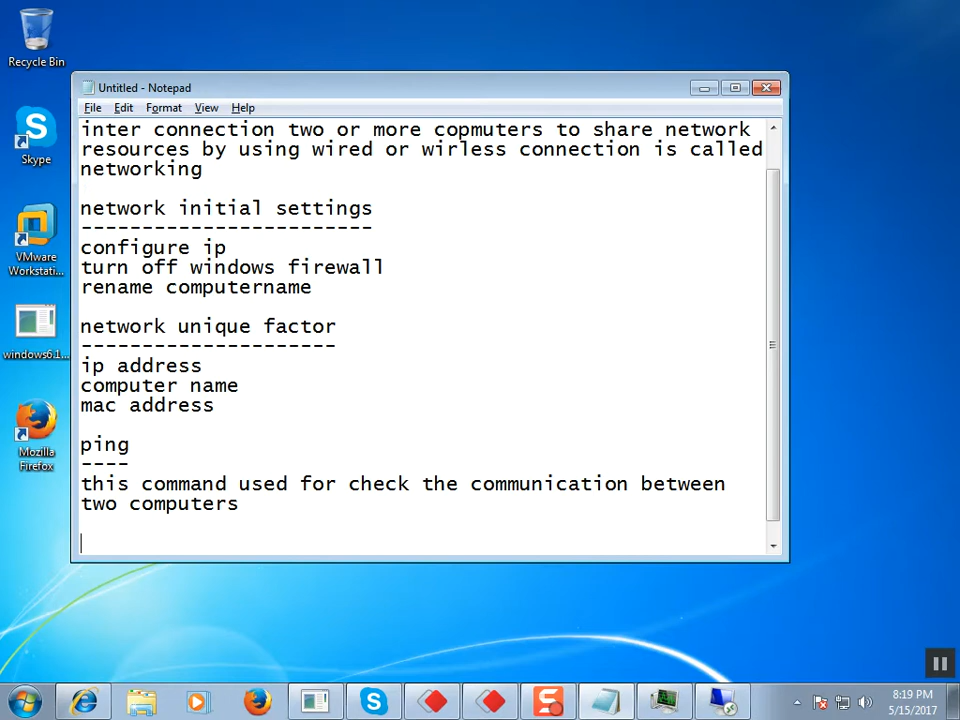 Recycle Bin
Skype
VMware
Workstati...
windows6.1...
Mozilla
Firefox
Untitled - Notepad
File Edit Format View Help
inter connection two or more copmuters to share network
resources by using wired or wirless connection is called
networking
network initial settings
------------------------
configure ip
turn off windows firewall
rename computername
network unique factor
---------------------
ip address
computer name
mac address
ping
----
this command used for check the communication between
two computers
8:19 PM
5/15/2017